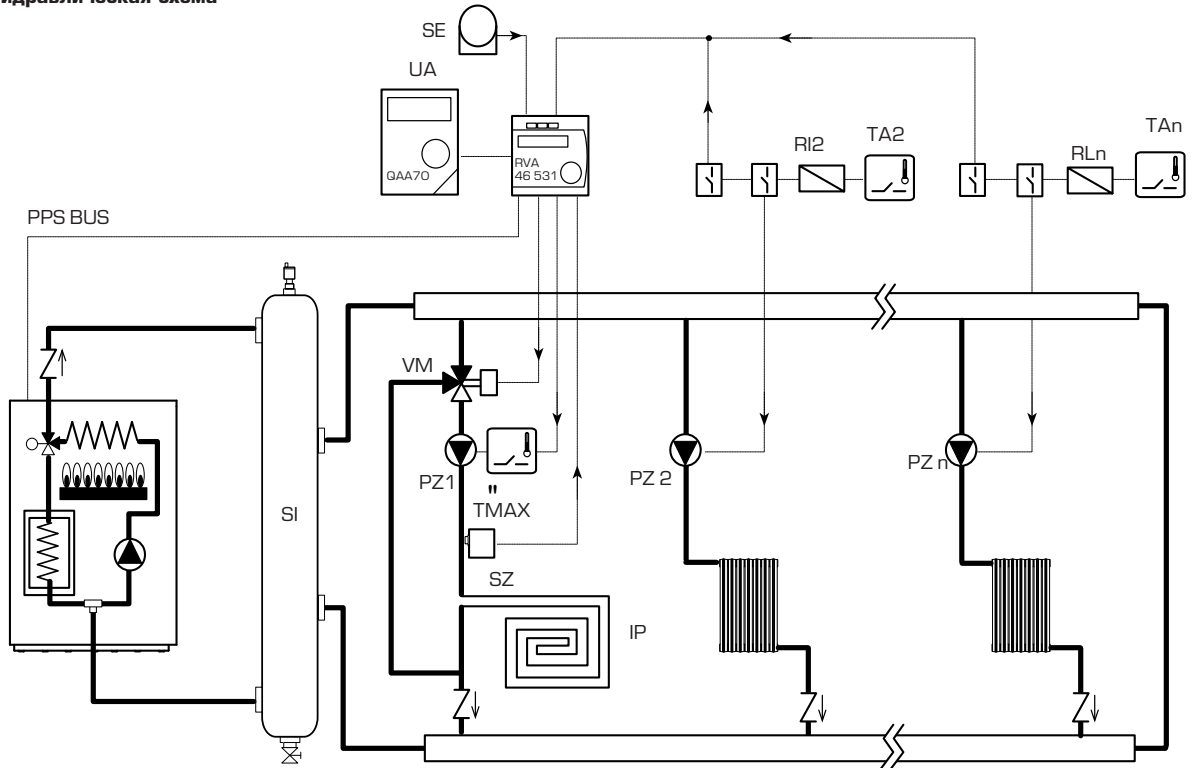 SE
UA
QAA70
RVA
46 531
RI2
TA2
RLn
TAn
PPS BUS
VM
PZ1
"
TMAX
PZ 2
PZ n
SI
SZ
IP